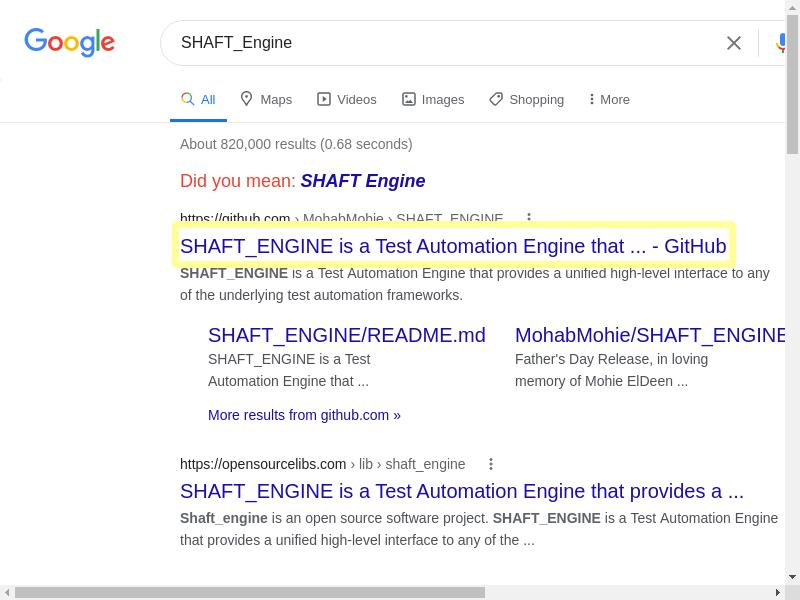 Google
SHAFT_Engine
All Maps Videos Images Shopping More
About 820,000 results (0.68 seconds)
Did you mean: SHAFT Engine
https://github.com › MohabMohie › SHAFT_ENGINE
SHAFT_ENGINE is a Test Automation Engine that ... - GitHub
SHAFT_ENGINE is a Test Automation Engine that provides a unified high-level interface to any
of the underlying test automation frameworks.
SHAFT_ENGINE/README.md
SHAFT_ENGINE is a Test
Automation Engine that ...
MohabMohie/SHAFT_ENGINE
Father's Day Release, in loving
memory of Mohie ElDeen ...
More results from github.com »
https://opensourcelibs.com › lib › shaft_engine
SHAFT_ENGINE is a Test Automation Engine that provides a ...
Shaft_engine is an open source software project. SHAFT_ENGINE is a Test Automation Engine
that provides a unified high-level interface to any of the ...